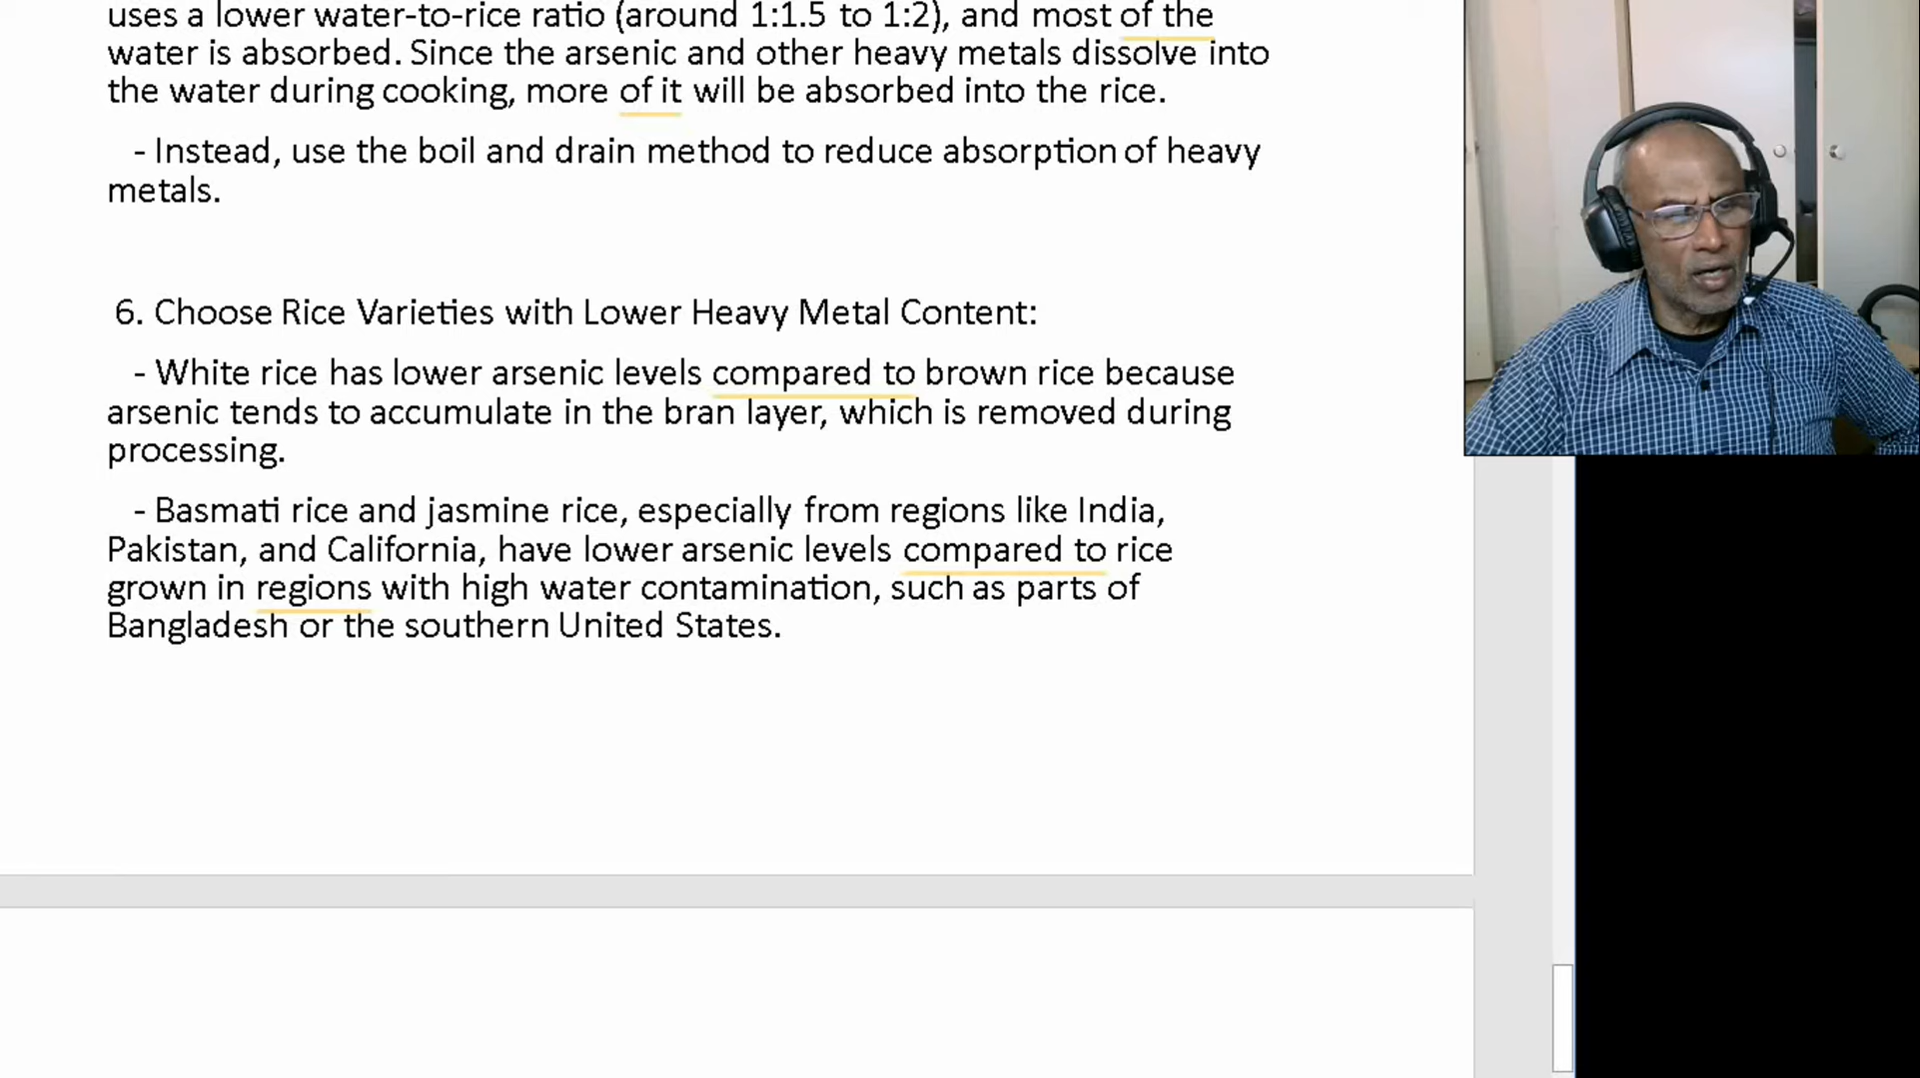 uses a lower water-to-rice ratio (around 1:1.5 to 1:2), and most of the
water is absorbed. Since the arsenic and other heavy metals dissolve into
the water during cooking, more of it will be absorbed into the rice.
- Instead, use the boil and drain method to reduce absorption of heavy
metals.
6. Choose Rice Varieties with Lower Heavy Metal Content:
- White rice has lower arsenic levels compared to brown rice because
arsenic tends to accumulate in the bran layer, which is removed during
processing.
- Basmati rice and jasmine rice, especially from regions like India,
Pakistan, and California, have lower arsenic levels compared to rice
grown in regions with high water contamination, such as parts of
Bangladesh or the southern United States.